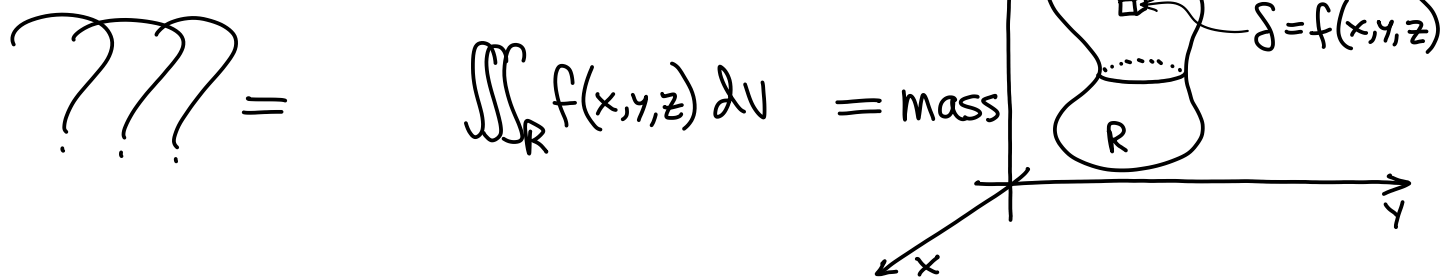 δ = f(x,y,z)
??? = ∭_R f(x,y,z) dV = mass
R
y
x